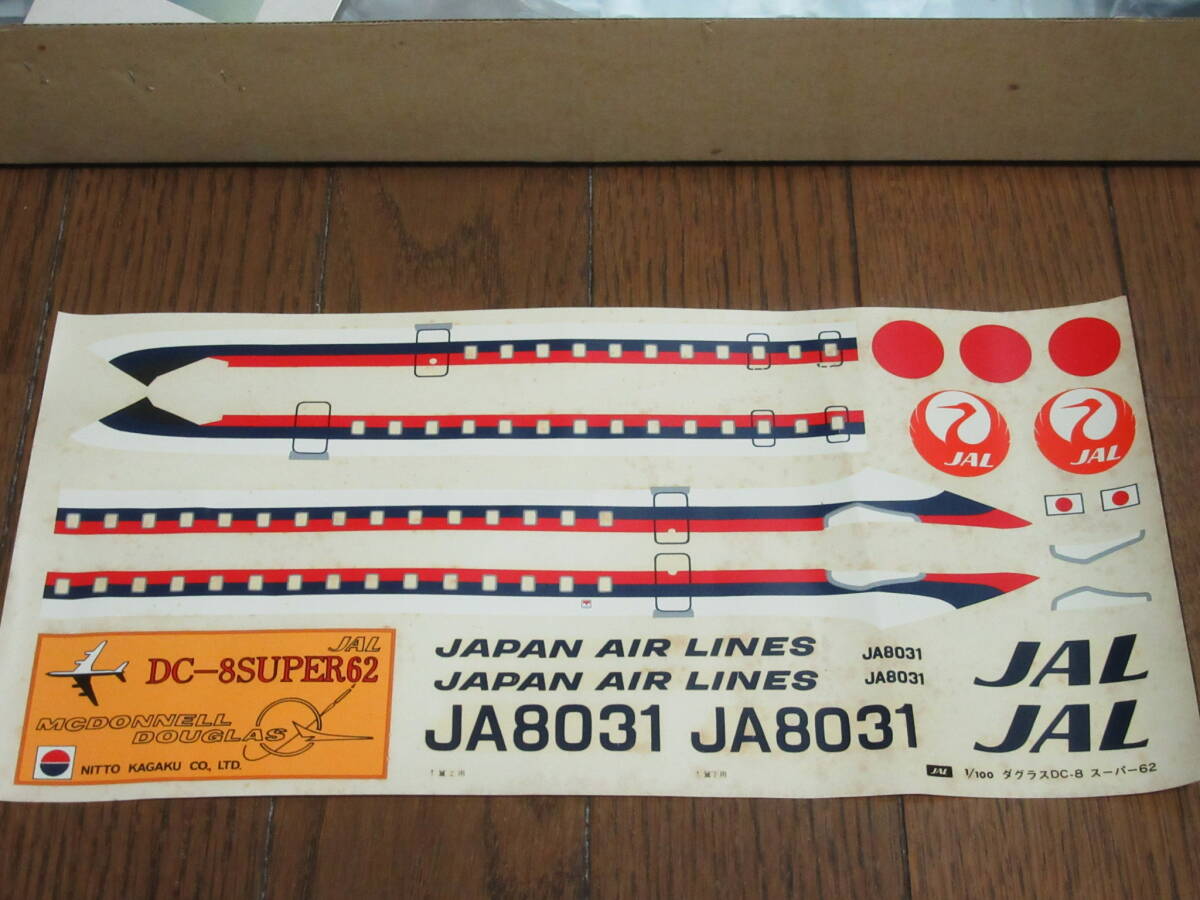 JAL
JAL
JAL
DC-8SUPER62
MCDONNELL
DOUGLAS
NITTO KAGAKU CO., LTD.
JAPAN AIR LINES
JAPAN AIR LINES
JA8031
JA8031
JA8031
JA8031
JAL
JAL
JAL 1/100 ダグラスDC-8 スーパー62